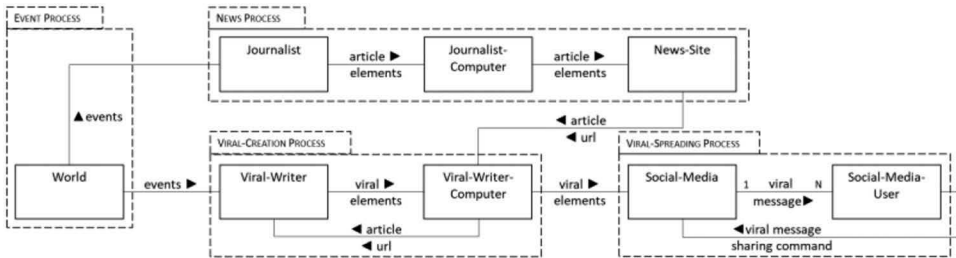 EVENT PROCESS
NEWS PROCESS
Journalist
article ▶
elements
Journalist-
Computer
article ▶
elements
News-Site
▲events
◀ article
◀ url
VIRAL-CREATION PROCESS
VIRAL-SPREADING PROCESS
World
events ▶
Viral-Writer
viral ▶
elements
Viral-Writer-
Computer
viral ▶
elements
Social-Media
1 viral N
message▶
Social-Media-
User
◀ article
◀ url
◀viral message
sharing command